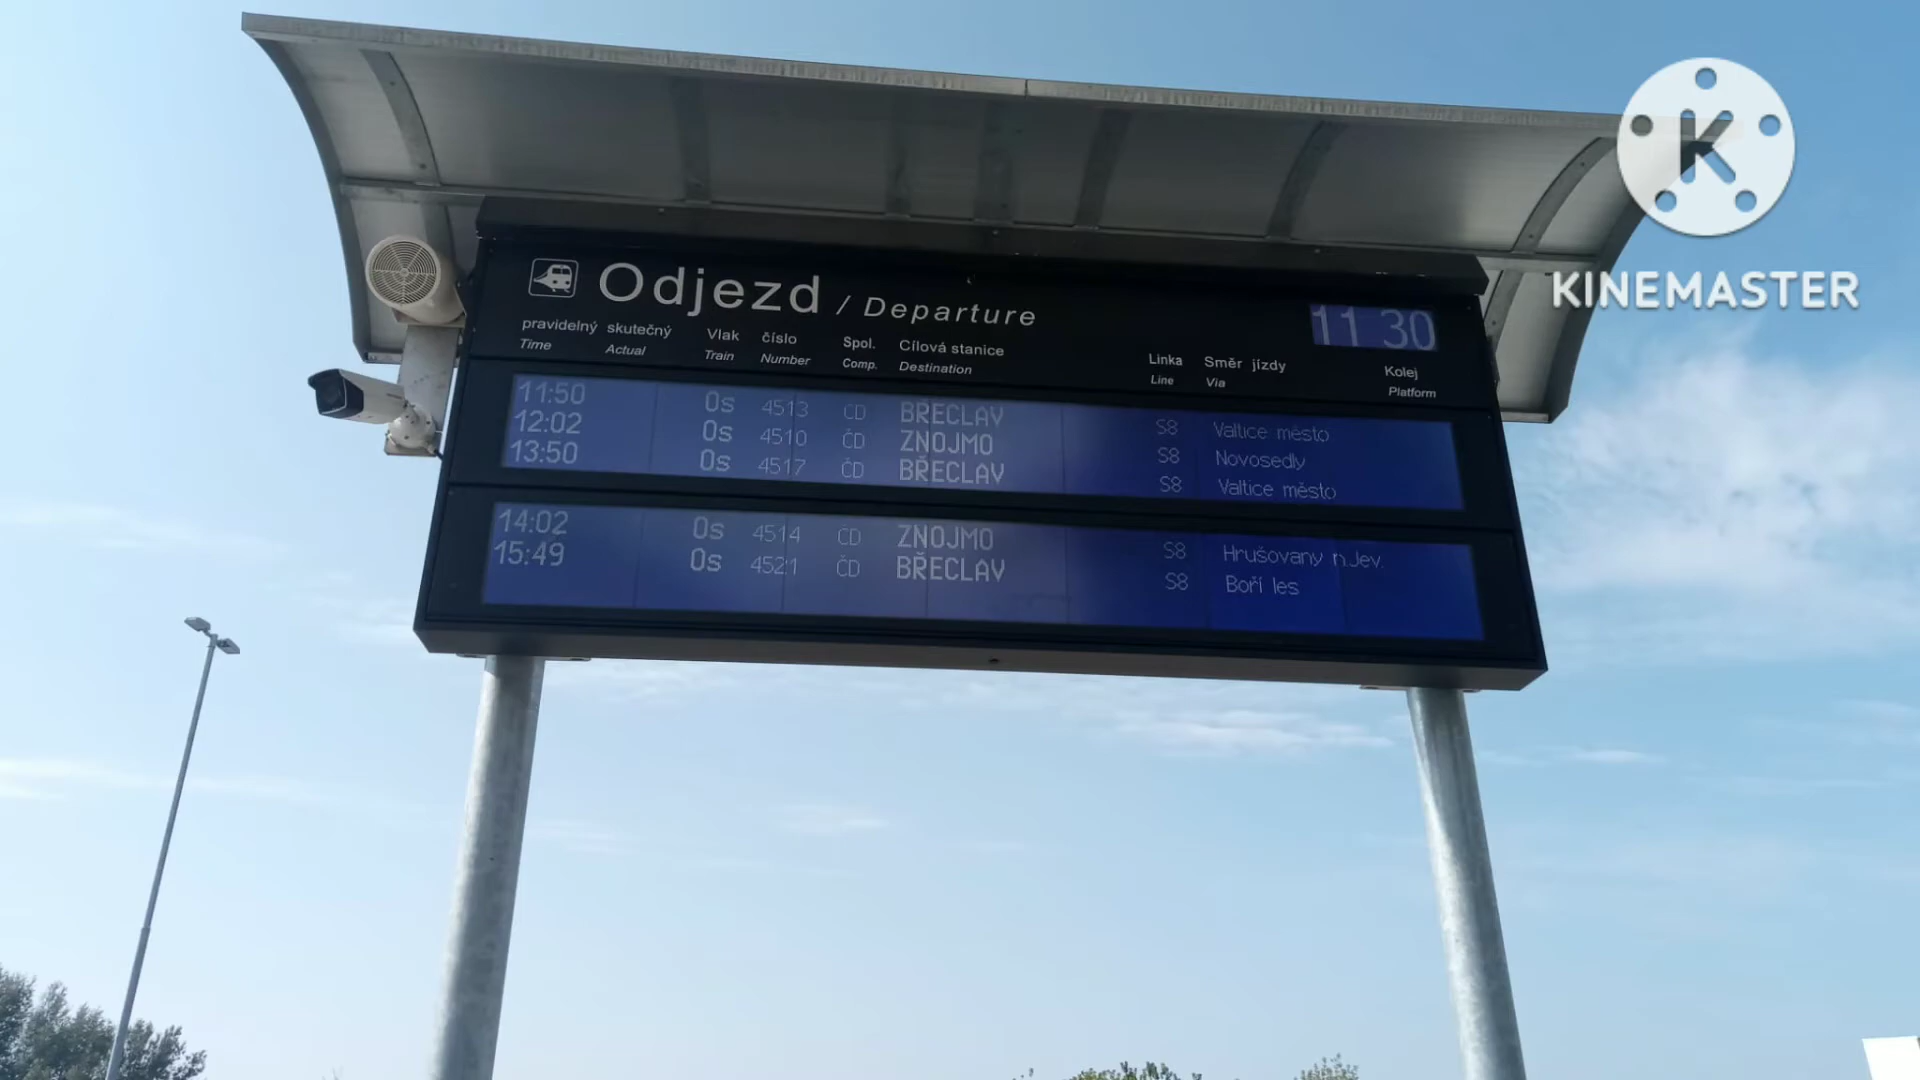 Odjezd / Departure
11 30
pravidelný skutečný Vlak číslo Spol. Cílová stanice Linka Směr jízdy Kolej
Time Actual Train Number Comp. Destination Line Via Platform
11:50 Os 4513 ČD BŘECLAV S8 Valtice město
12:02 Os 4510 ČD ZNOJMO S8 Novosedly
13:50 Os 4517 ČD BŘECLAV S8 Valtice město
14:02 Os 4514 ČD ZNOJMO S8 Hrušovany n.Jev.
15:49 Os 4521 ČD BŘECLAV S8 Boří les
K
KINEMASTER